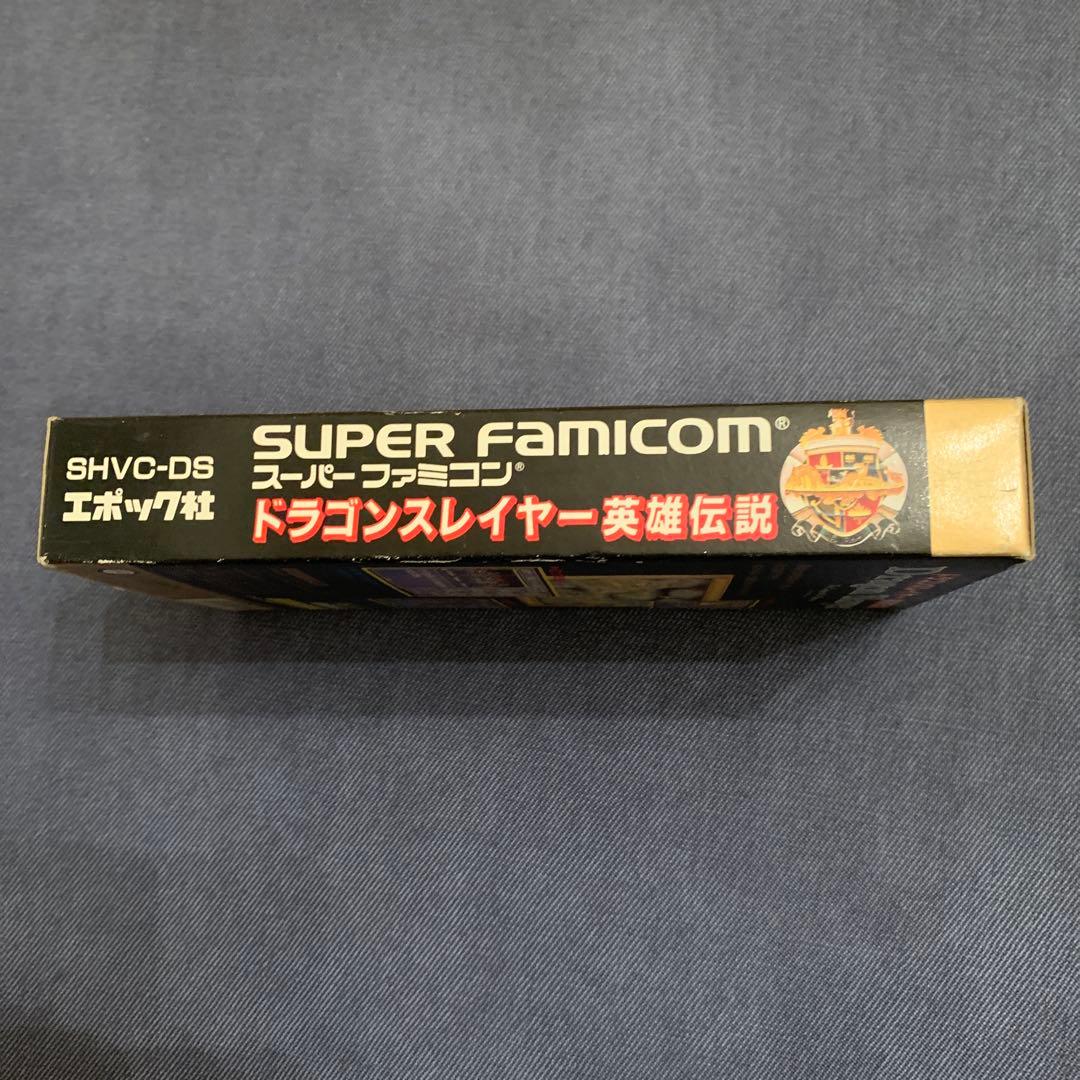 SHVC-DS
エポック社
SUPER FAMICOM®
スーパーファミコン®
ドラゴンスレイヤー英雄伝説